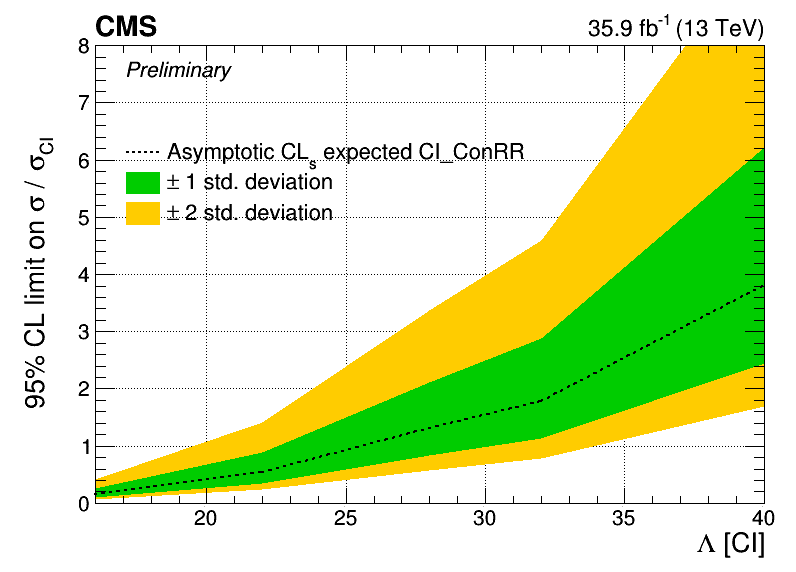 CMS 35.9 fb⁻¹ (13 TeV)
Preliminary
Asymptotic CLₛ expected CI_ConRR
± 1 std. deviation
± 2 std. deviation
95% CL limit on σ / σ_CI
8
7
6
5
4
3
2
1
0
20 25 30 35 40
Λ [CI]